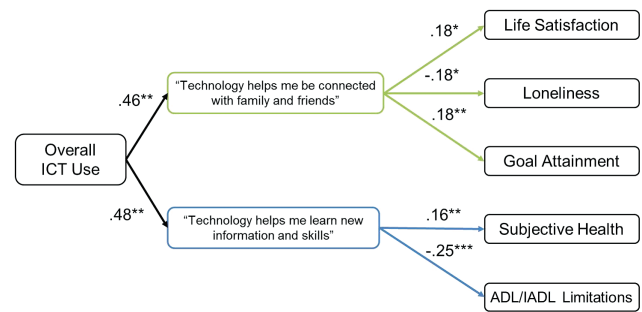 .18*
Life Satisfaction
.46**
“Technology helps me be connected
with family and friends”
-.18*
Loneliness
.18**
Goal Attainment
Overall
ICT Use
.48**
“Technology helps me learn new
information and skills”
.16**
Subjective Health
-.25***
ADL/IADL Limitations